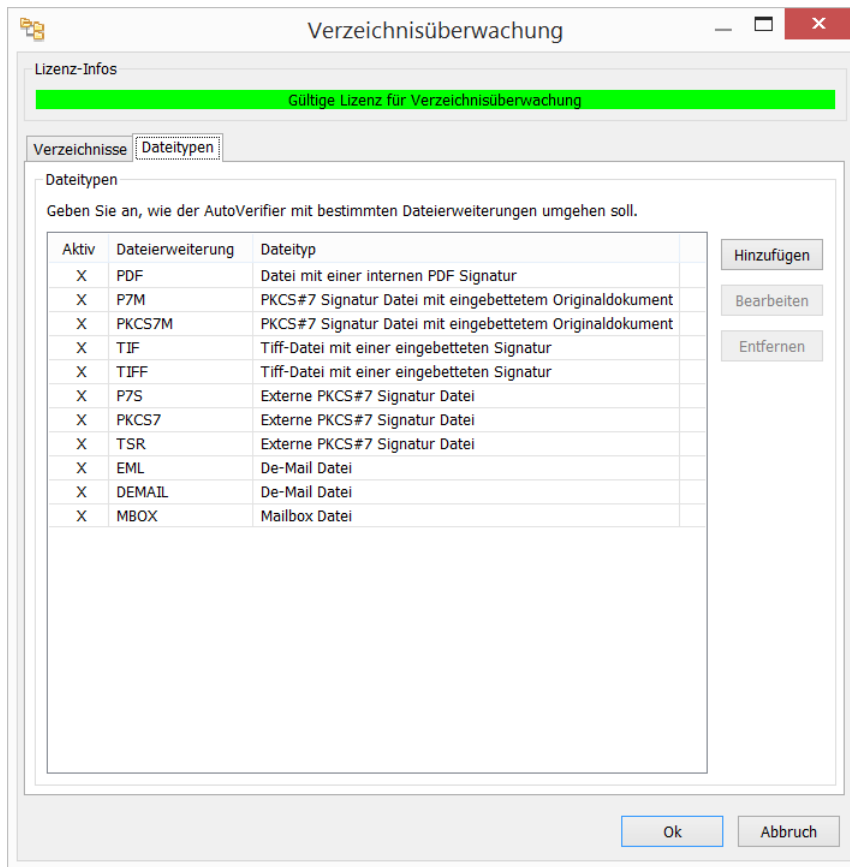 Verzeichnisüberwachung
Lizenz-Infos
Gültige Lizenz für Verzeichnisüberwachung
Verzeichnisse Dateitypen
Dateitypen
Geben Sie an, wie der AutoVerifier mit bestimmten Dateierweiterungen umgehen soll.
Aktiv Dateierweiterung Dateityp
X PDF Datei mit einer internen PDF Signatur
X P7M PKCS#7 Signatur Datei mit eingebettetem Originaldokument
X PKCS7M PKCS#7 Signatur Datei mit eingebettetem Originaldokument
X TIF Tiff-Datei mit einer eingebetteten Signatur
X TIFF Tiff-Datei mit einer eingebetteten Signatur
X P7S Externe PKCS#7 Signatur Datei
X PKCS7 Externe PKCS#7 Signatur Datei
X TSR Externe PKCS#7 Signatur Datei
X EML De-Mail Datei
X DEMAIL De-Mail Datei
X MBOX Mailbox Datei
Hinzufügen
Bearbeiten
Entfernen
Ok Abbruch